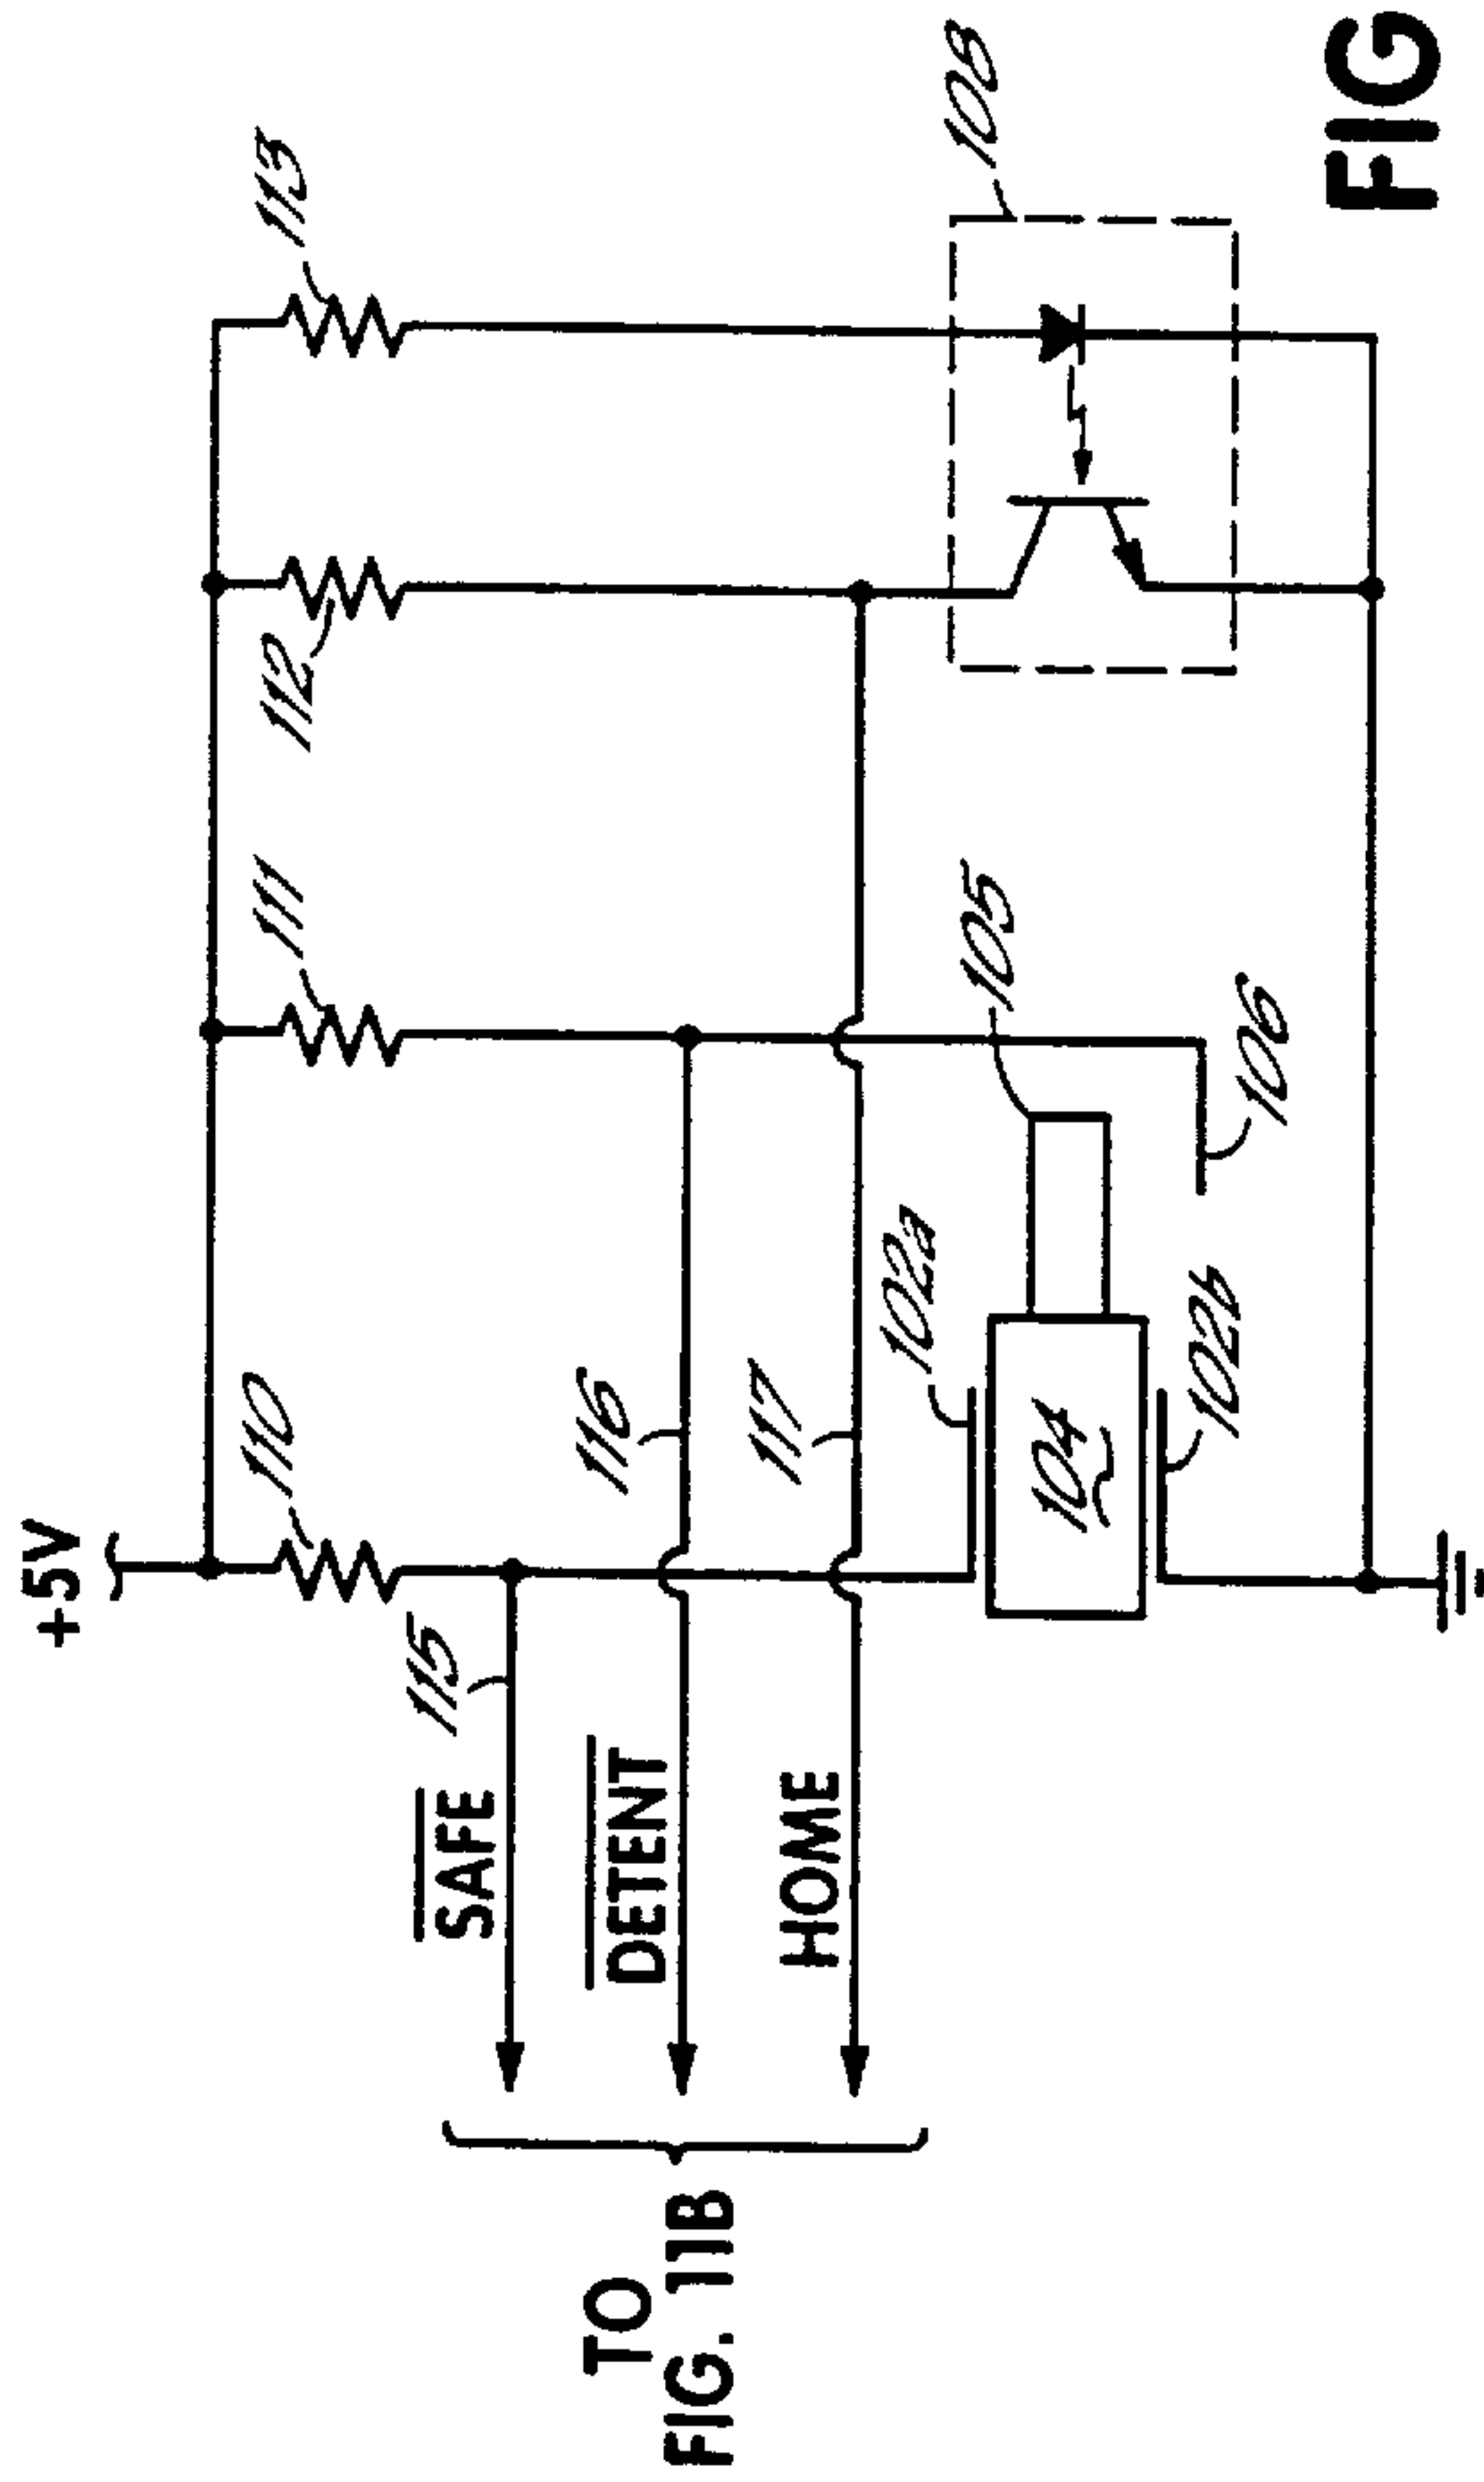 +5V
110
111
112
113
115
SAFE
116
DETENT
117
HOME
TO
FIG. 11B
102a
104
102b
105
106
108
FIG